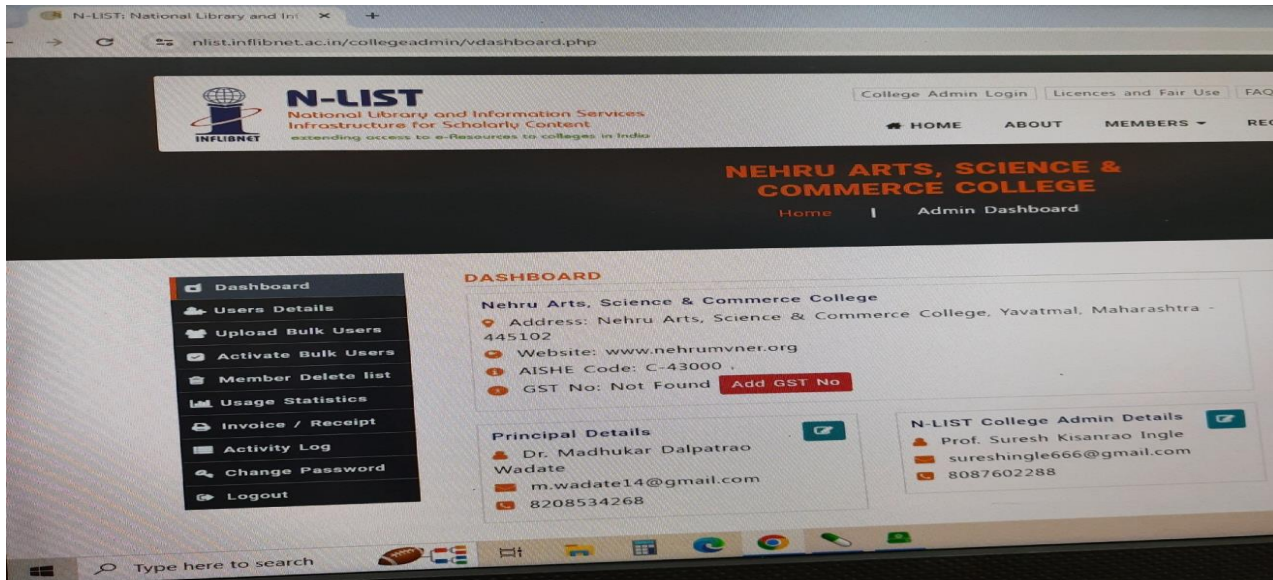 N-LIST: National Library and Inf
nlist.inflibnet.ac.in/collegeadmin/vdashboard.php
INFLIBNET
N-LIST
National Library and Information Services
Infrastructure for Scholarly Content
extending access to e-Resources to colleges in India
College Admin Login
Licences and Fair Use
FAQ
HOME
ABOUT
MEMBERS
NEHRU ARTS, SCIENCE &
COMMERCE COLLEGE
Home | Admin Dashboard
Dashboard
Users Details
Upload Bulk Users
Activate Bulk Users
Member Delete list
Usage Statistics
Invoice / Receipt
Activity Log
Change Password
Logout
DASHBOARD
Nehru Arts, Science & Commerce College
Address: Nehru Arts, Science & Commerce College, Yavatmal, Maharashtra -
445102
Website: www.nehrumvner.org
AISHE Code: C-43000 .
GST No: Not Found Add GST No
Principal Details
Dr. Madhukar Dalpatrao
Wadate
m.wadate14@gmail.com
8208534268
N-LIST College Admin Details
Prof. Suresh Kisanrao Ingle
sureshingle666@gmail.com
8087602288
Type here to search